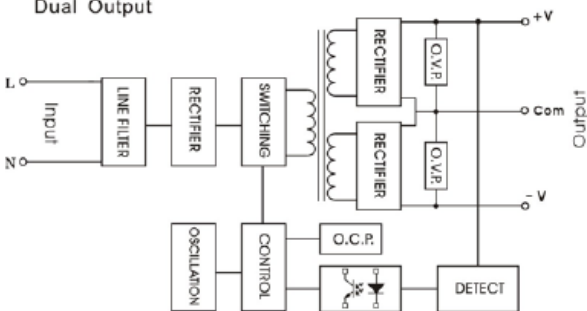 Dual Output
L
N
Input
LINE FILTER
RECTIFIER
SWITCHING
RECTIFIER
RECTIFIER
O.V.P.
O.V.P.
+V
Com
-V
Output
OSCILLATION
CONTROL
O.C.P.
DETECT